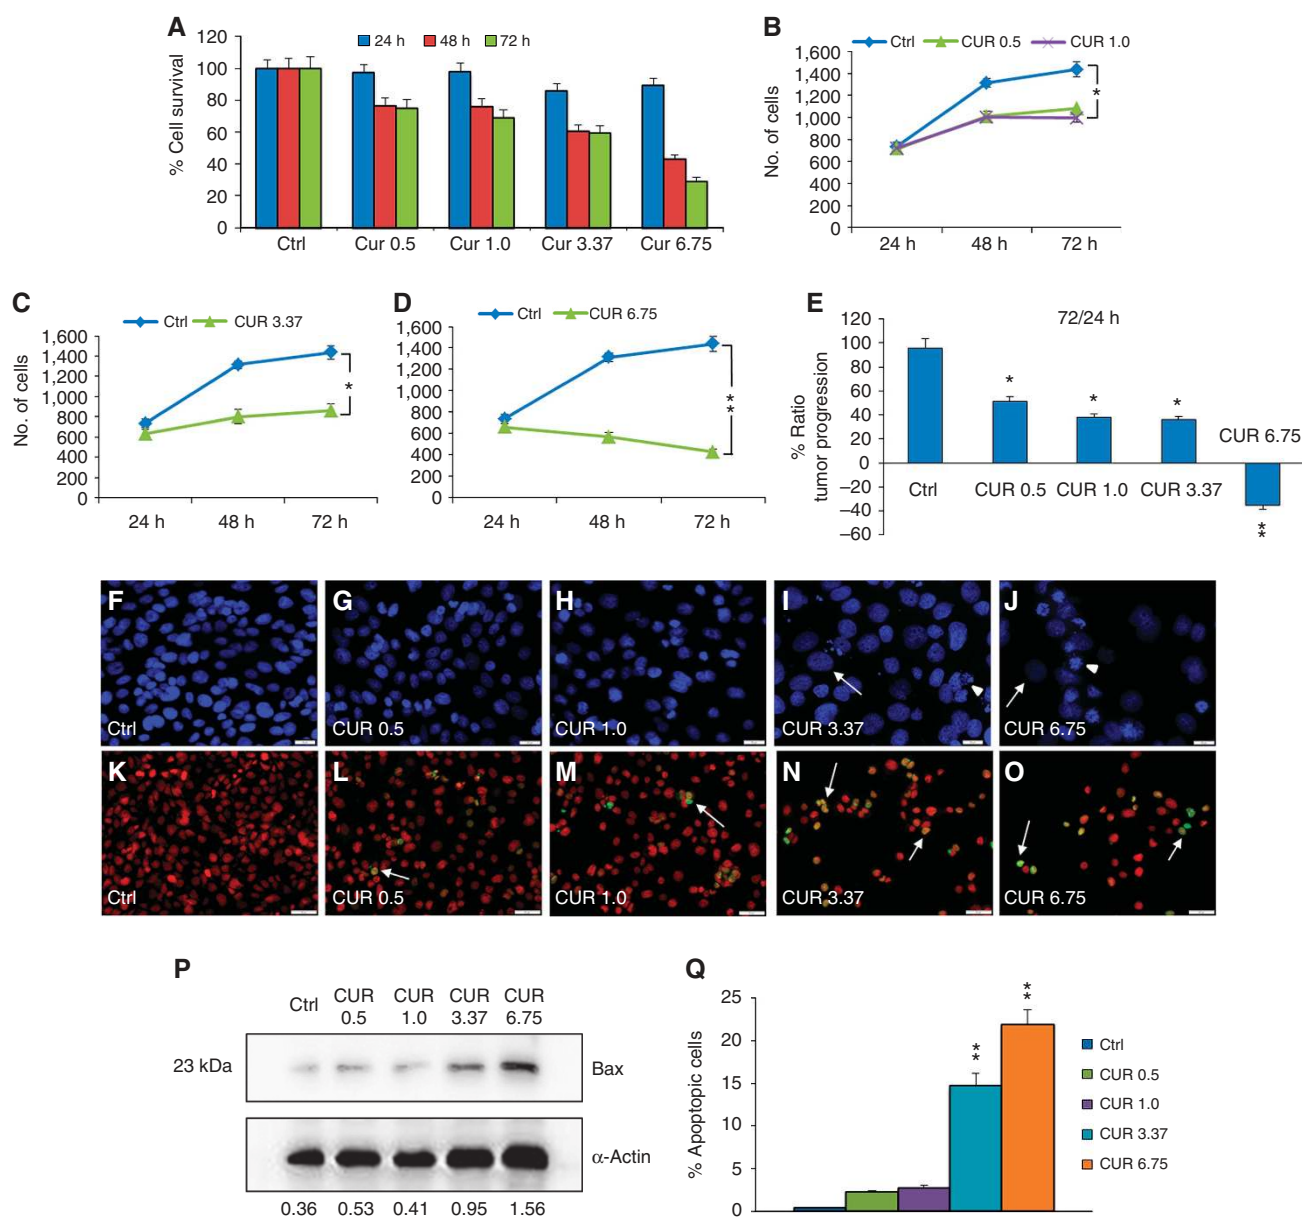 A
24 h 48 h 72 h
% Cell survival
120
100
80
60
40
20
0
Ctrl Cur 0.5 Cur 1.0 Cur 3.37 Cur 6.75
B
Ctrl CUR 0.5 CUR 1.0
No. of cells
1,600
1,400
1,200
1,000
800
600
400
200
0
*
24 h 48 h 72 h
C
Ctrl CUR 3.37
No. of cells
1,600
1,400
1,200
1,000
800
600
400
200
0
*
24 h 48 h 72 h
D
Ctrl CUR 6.75
1,600
1,400
1,200
1,000
800
600
400
200
0
**
24 h 48 h 72 h
E
72/24 h
% Ratio
tumor progression
120
100
80
60
40
20
0
−20
−40
−60
* * *
CUR 6.75
Ctrl CUR 0.5 CUR 1.0 CUR 3.37
**
F G H I J
Ctrl CUR 0.5 CUR 1.0 CUR 3.37 CUR 6.75
K L M N O
Ctrl CUR 0.5 CUR 1.0 CUR 3.37 CUR 6.75
P
Ctrl CUR CUR CUR CUR
0.5 1.0 3.37 6.75
23 kDa Bax
α-Actin
0.36 0.53 0.41 0.95 1.56
Q
% Apoptopic cells
25
20
15
10
5
0
**
**
Ctrl
CUR 0.5
CUR 1.0
CUR 3.37
CUR 6.75